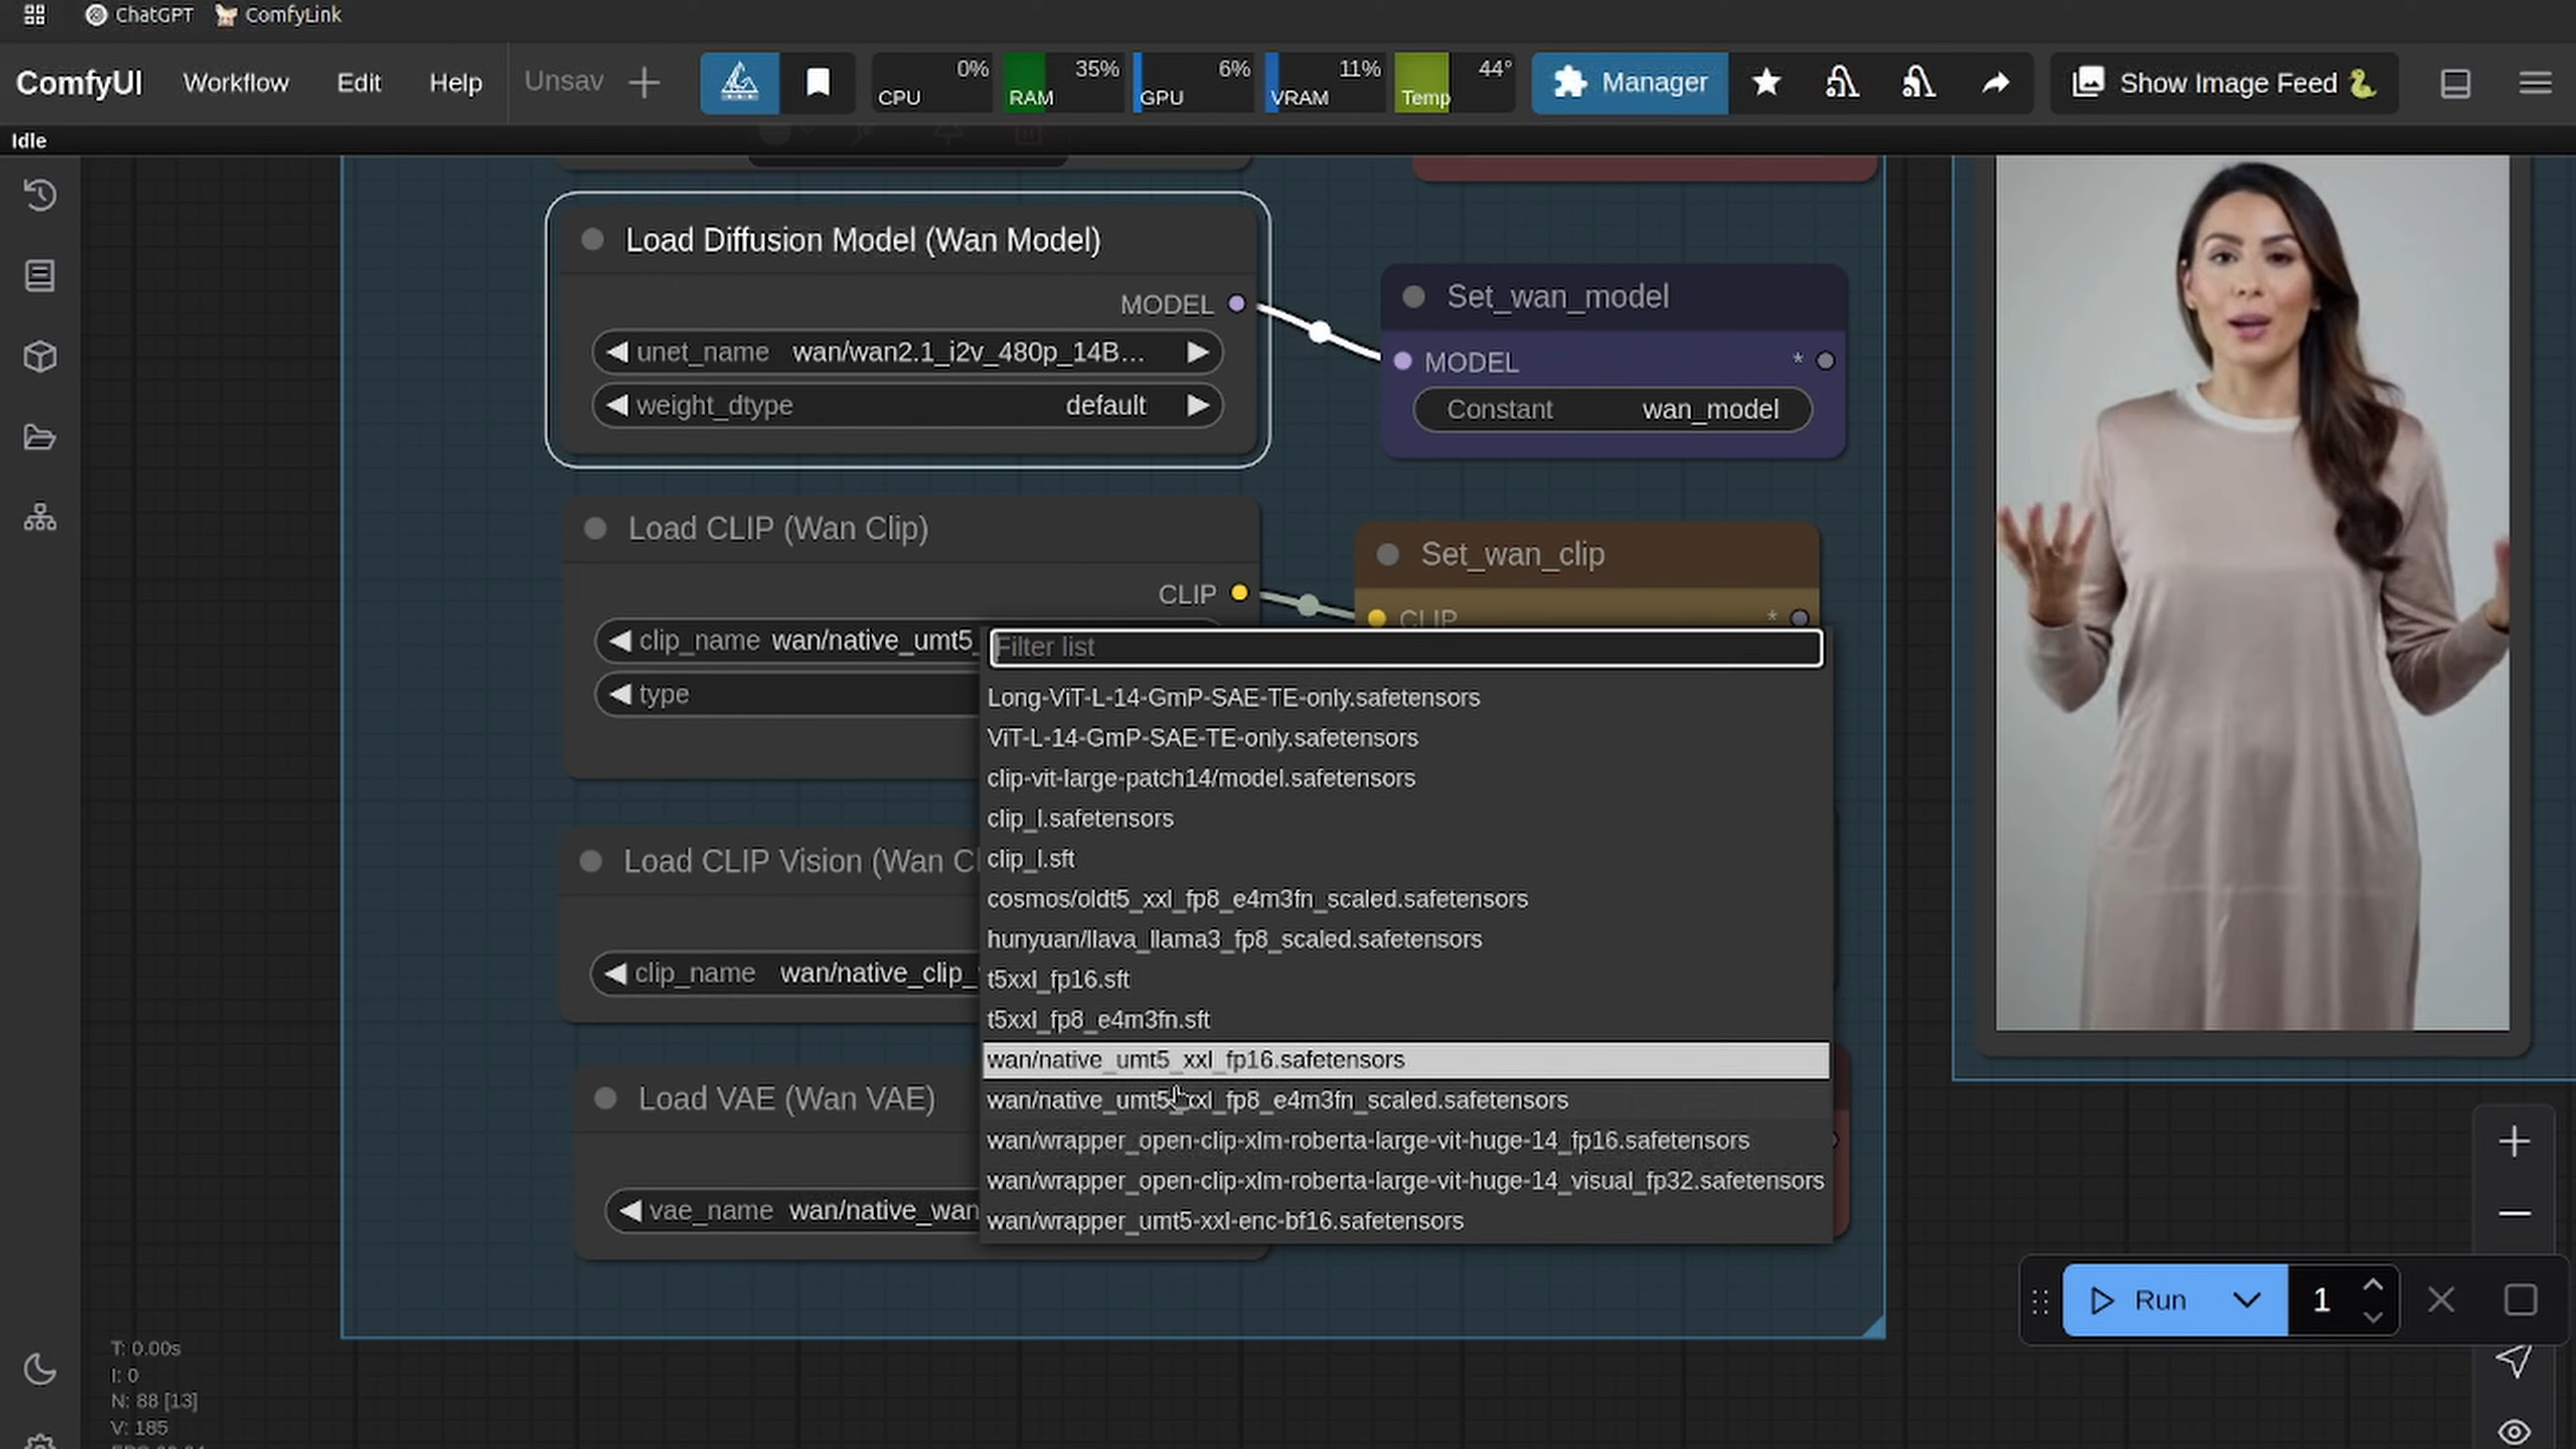 ChatGPT ComfyLink
ComfyUI Workflow Edit Help Unsav
CPU 0% RAM 35% GPU 6% VRAM 11% Temp 44°
Manager Show Image Feed
Idle
Load Diffusion Model (Wan Model)
MODEL
unet_name wan/wan2.1_i2v_480p_14B…
weight_dtype default
Set_wan_model
MODEL *
Constant wan_model
Load CLIP (Wan Clip)
CLIP
clip_name wan/native_umt5_
type
Set_wan_clip
CLIP *
Filter list
Long-ViT-L-14-GmP-SAE-TE-only.safetensors
ViT-L-14-GmP-SAE-TE-only.safetensors
clip-vit-large-patch14/model.safetensors
clip_l.safetensors
clip_l.sft
cosmos/oldt5_xxl_fp8_e4m3fn_scaled.safetensors
hunyuan/llava_llama3_fp8_scaled.safetensors
t5xxl_fp16.sft
t5xxl_fp8_e4m3fn.sft
wan/native_umt5_xxl_fp16.safetensors
wan/native_umt5_xxl_fp8_e4m3fn_scaled.safetensors
wan/wrapper_open-clip-xlm-roberta-large-vit-huge-14_fp16.safetensors
wan/wrapper_open-clip-xlm-roberta-large-vit-huge-14_visual_fp32.safetensors
wan/wrapper_umt5-xxl-enc-bf16.safetensors
Load CLIP Vision (Wan Cl
clip_name wan/native_clip_
Load VAE (Wan VAE)
vae_name wan/native_wan
Run 1
T: 0.00s
I: 0
N: 88 [13]
V: 185